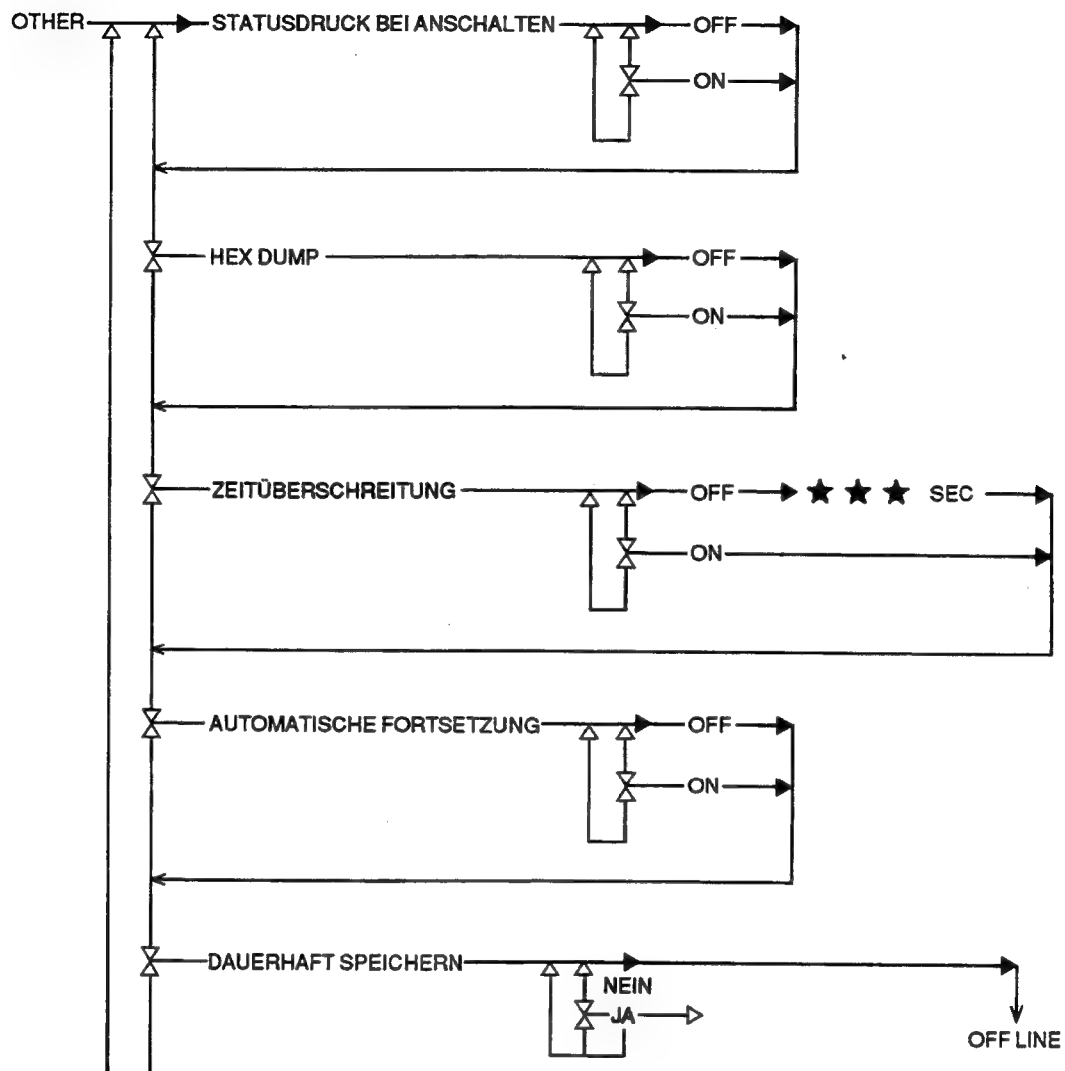 OTHER STATUSDRUCK BEI ANSCHALTEN OFF
ON
HEX DUMP OFF
ON
ZEITÜBERSCHREITUNG OFF ★ ★ ★ SEC
ON
AUTOMATISCHE FORTSETZUNG OFF
ON
DAUERHAFT SPEICHERN
NEIN
JA
OFF LINE